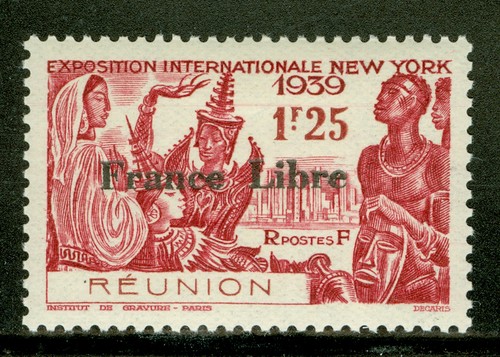 EXPOSITION INTERNATIONALE NEW YORK
1939
1F25
France Libre
R POSTES F
RÉUNION
INSTITUT DE GRAVURE - PARIS
DECARIS